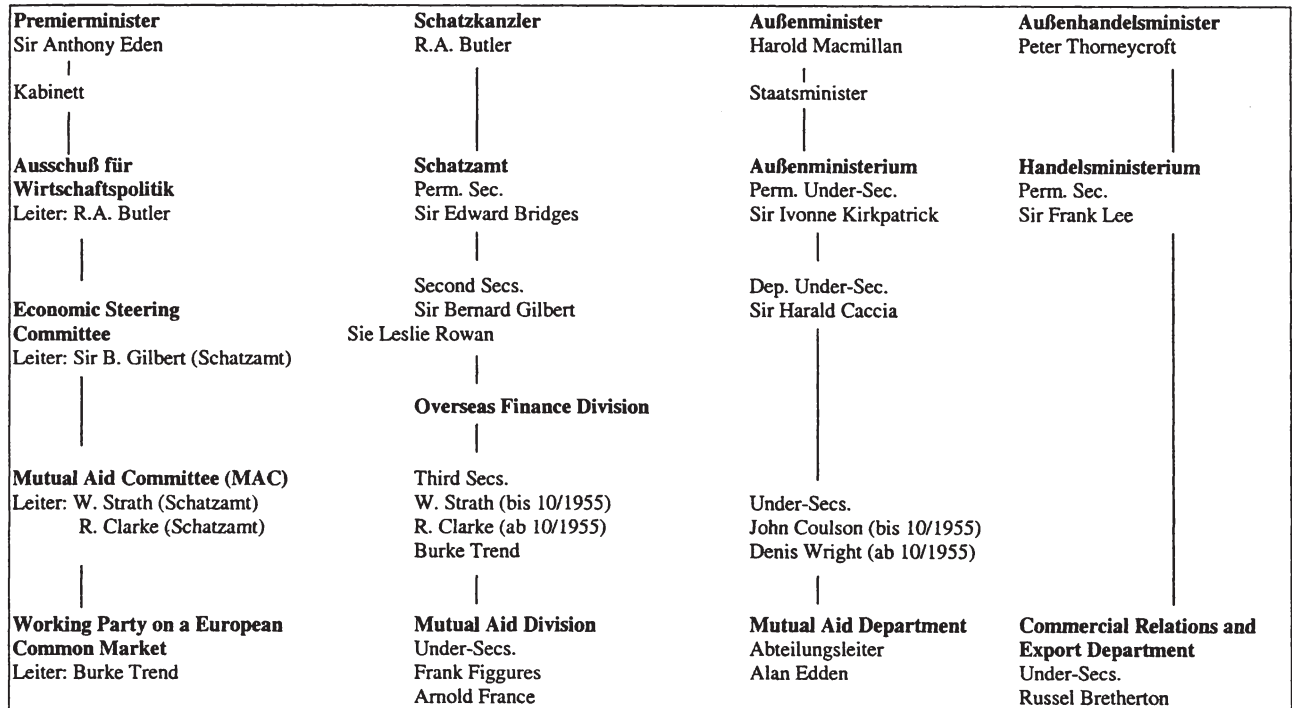 Premierminister
Sir Anthony Eden
Kabinett
Ausschuß für
Wirtschaftspolitik
Leiter: R.A. Butler
Economic Steering
Committee
Leiter: Sir B. Gilbert (Schatzamt)
Mutual Aid Committee (MAC)
Leiter: W. Strath (Schatzamt)
R. Clarke (Schatzamt)
Working Party on a European
Common Market
Leiter: Burke Trend
Schatzkanzler
R.A. Butler
Schatzamt
Perm. Sec.
Sir Edward Bridges
Second Secs.
Sir Bernard Gilbert
Sie Leslie Rowan
Overseas Finance Division
Third Secs.
W. Strath (bis 10/1955)
R. Clarke (ab 10/1955)
Burke Trend
Mutual Aid Division
Under-Secs.
Frank Figgures
Arnold France
Außenminister
Harold Macmillan
Staatsminister
Außenministerium
Perm. Under-Sec.
Sir Ivonne Kirkpatrick
Dep. Under-Sec.
Sir Harald Caccia
Under-Secs.
John Coulson (bis 10/1955)
Denis Wright (ab 10/1955)
Mutual Aid Department
Abteilungsleiter
Alan Edden
Außenhandelsminister
Peter Thorneycroft
Handelsministerium
Perm. Sec.
Sir Frank Lee
Commercial Relations and
Export Department
Under-Secs.
Russel Bretherton